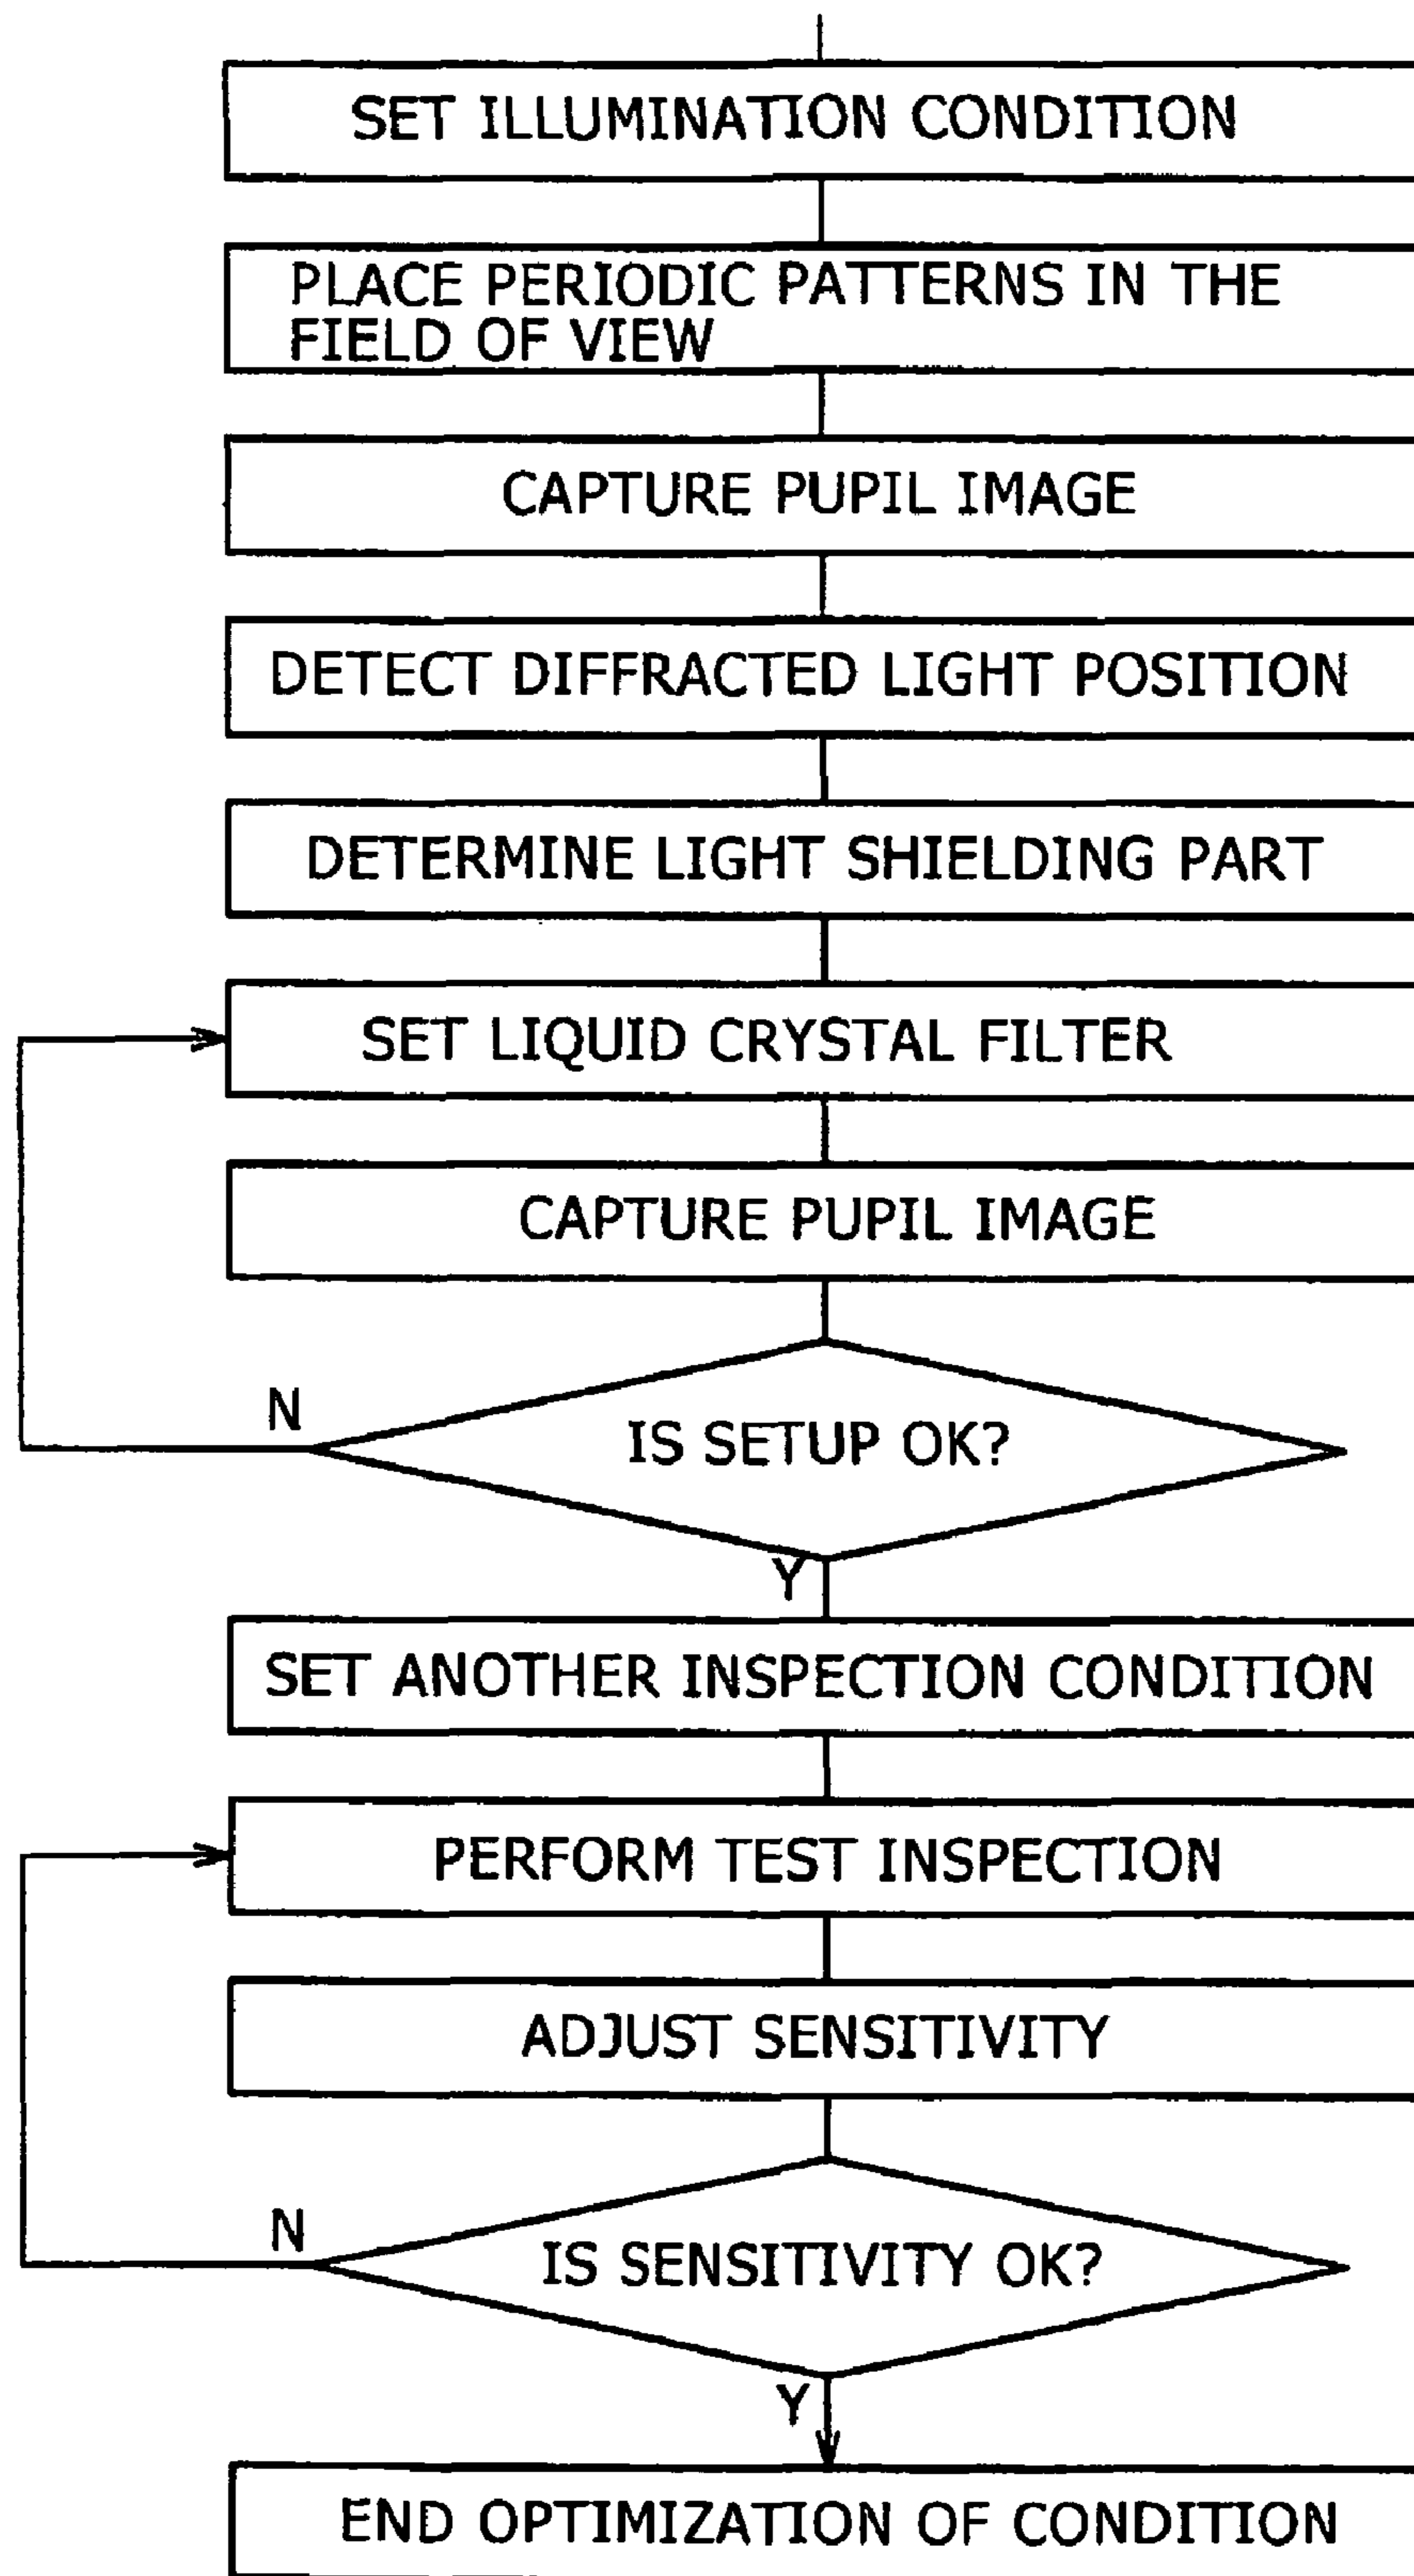 SET ILLUMINATION CONDITION
PLACE PERIODIC PATTERNS IN THE
FIELD OF VIEW
CAPTURE PUPIL IMAGE
DETECT DIFFRACTED LIGHT POSITION
DETERMINE LIGHT SHIELDING PART
SET LIQUID CRYSTAL FILTER
CAPTURE PUPIL IMAGE
N
IS SETUP OK?
Y
SET ANOTHER INSPECTION CONDITION
PERFORM TEST INSPECTION
ADJUST SENSITIVITY
N
IS SENSITIVITY OK?
Y
END OPTIMIZATION OF CONDITION